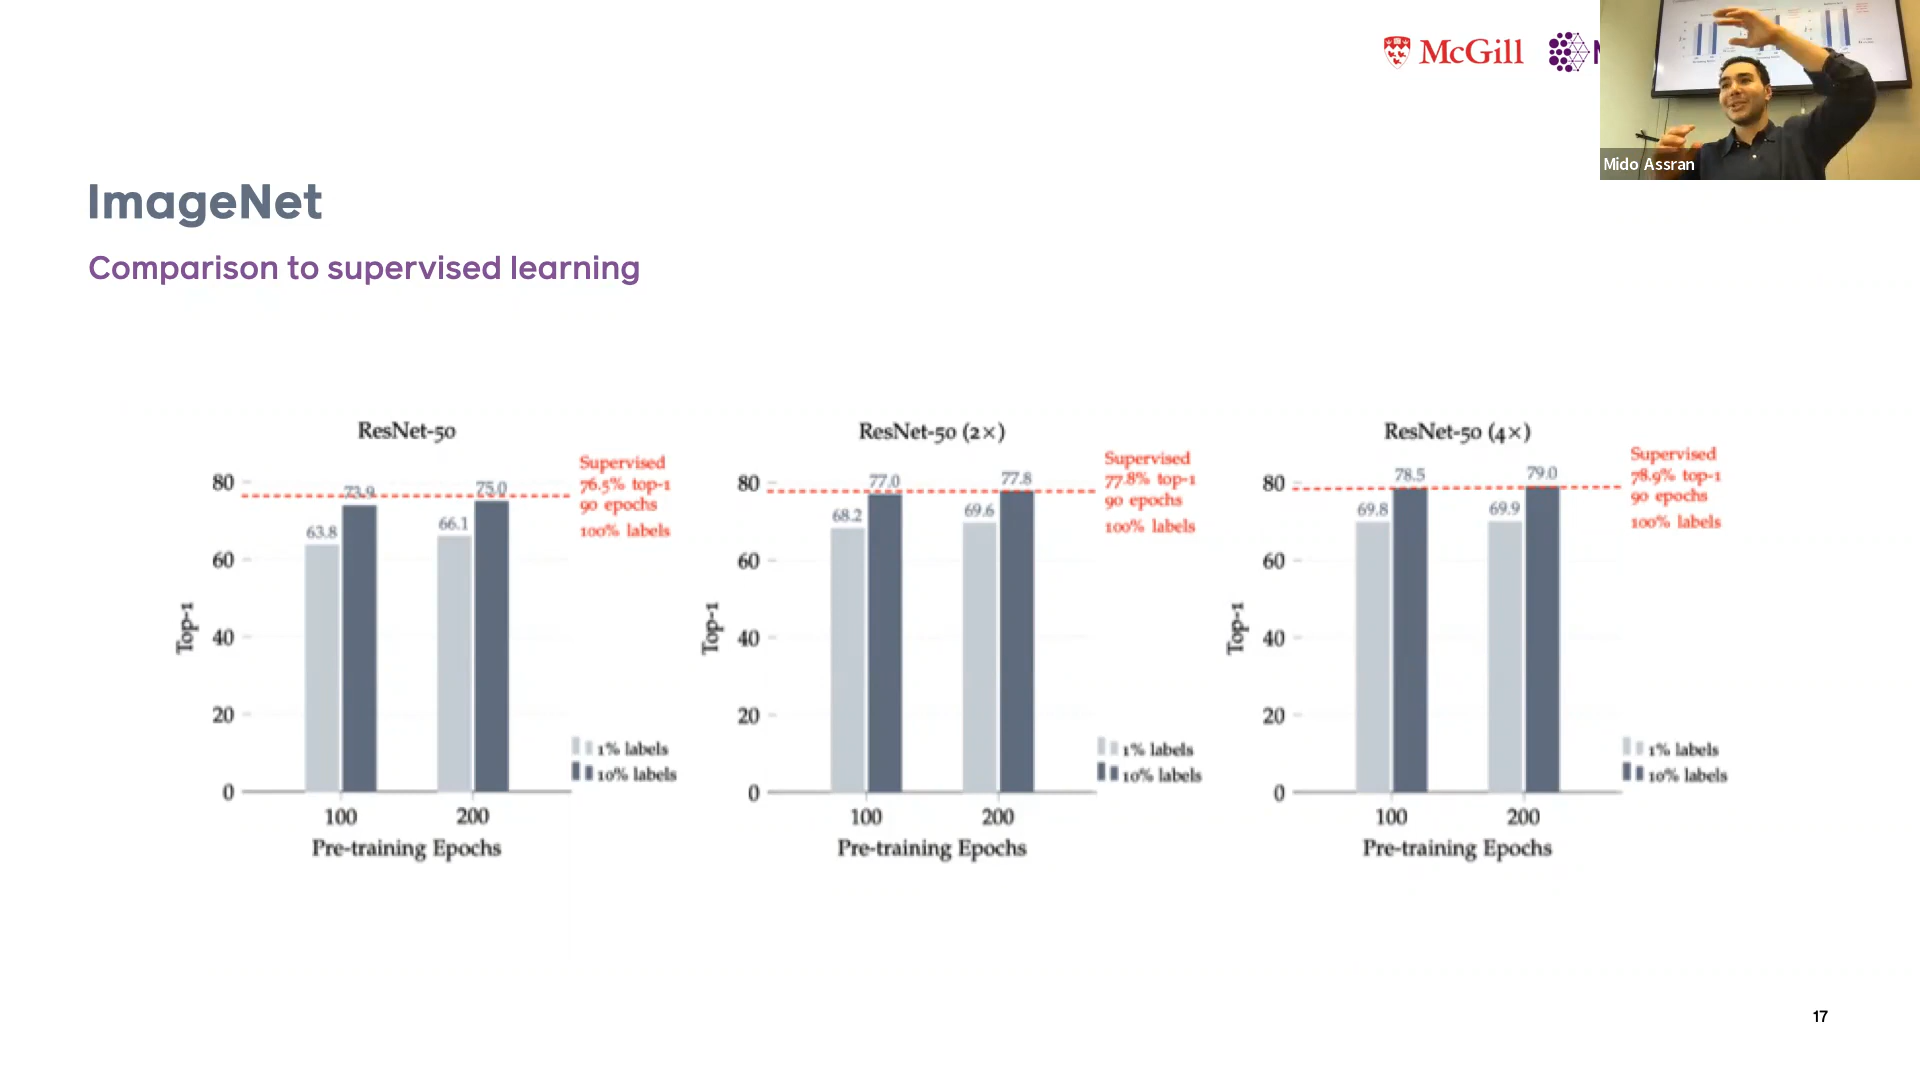 McGill
Mido Assran
ImageNet
Comparison to supervised learning
ResNet-50
Supervised
76.5% top-1
90 epochs
100% labels
80
60
40
20
0
Top-1
73.9
75.0
63.8
66.1
1% labels
10% labels
100
200
Pre-training Epochs
ResNet-50 (2×)
Supervised
77.8% top-1
90 epochs
100% labels
80
60
40
20
0
Top-1
77.0
77.8
68.2
69.6
1% labels
10% labels
100
200
Pre-training Epochs
ResNet-50 (4×)
Supervised
78.9% top-1
90 epochs
100% labels
80
60
40
20
0
Top-1
78.5
79.0
69.8
69.9
1% labels
10% labels
100
200
Pre-training Epochs
17